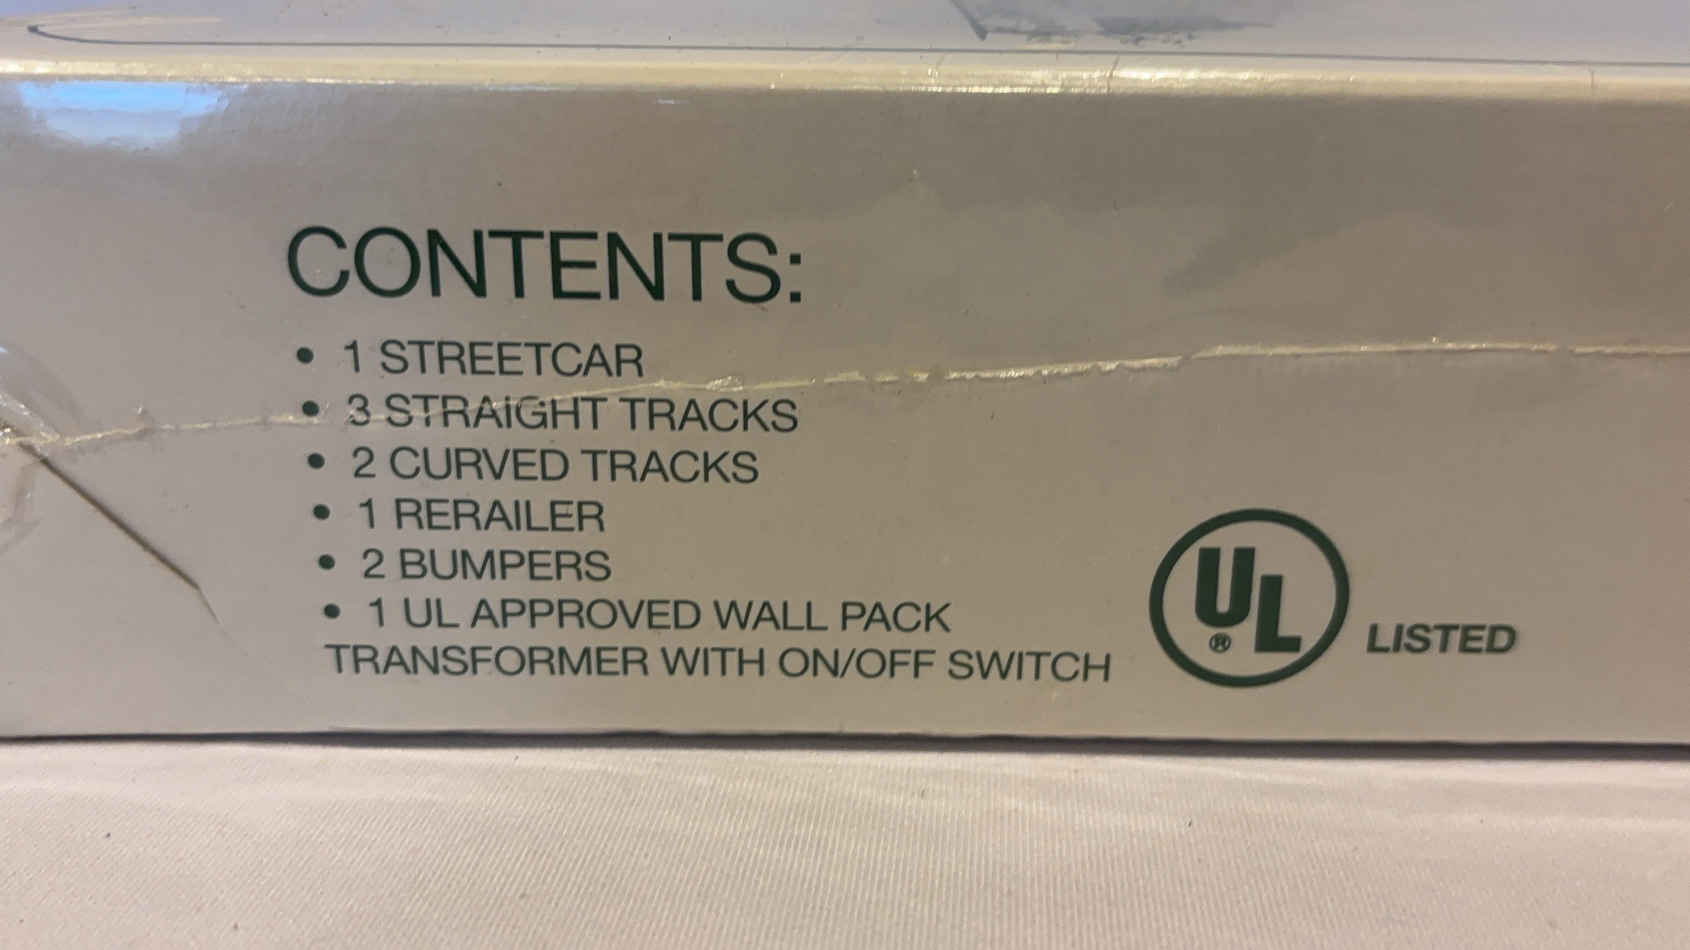 CONTENTS:
• 1 STREETCAR
• 3 STRAIGHT TRACKS
• 2 CURVED TRACKS
• 1 RERAILER
• 2 BUMPERS
• 1 UL APPROVED WALL PACK
TRANSFORMER WITH ON/OFF SWITCH
UL ® LISTED